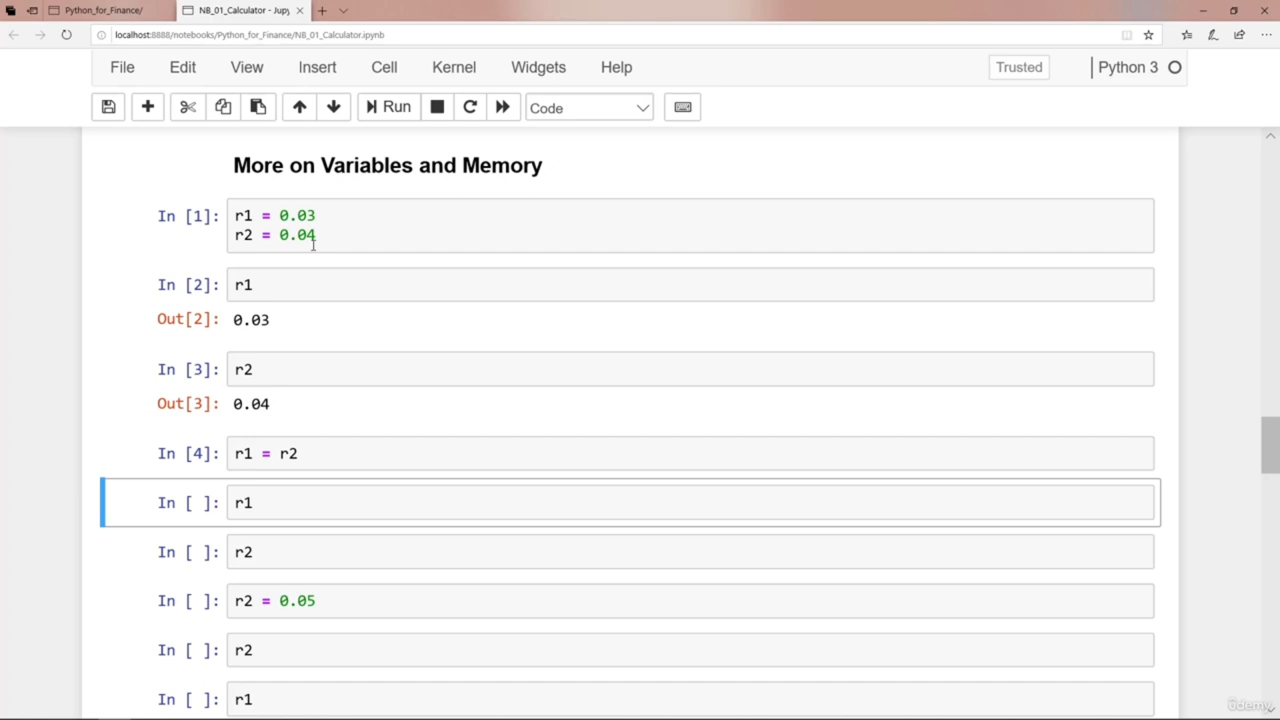 Python_Finance/
NB_01_Calculator - Jupy
localhost:8888/notebooks/Python_for_Finance/NB_01_Calculator.ipynb
File Edit View Insert Cell Kernel Widgets Help Trusted Python 3
Run Code
More on Variables and Memory
In [1]: r1 = 0.03
r2 = 0.04
In [2]: r1
Out[2]: 0.03
In [3]: r2
Out[3]: 0.04
In [4]: r1 = r2
In [ ]: r1
In [ ]: r2
In [ ]: r2 = 0.05
In [ ]: r2
In [ ]: r1
ûdemy